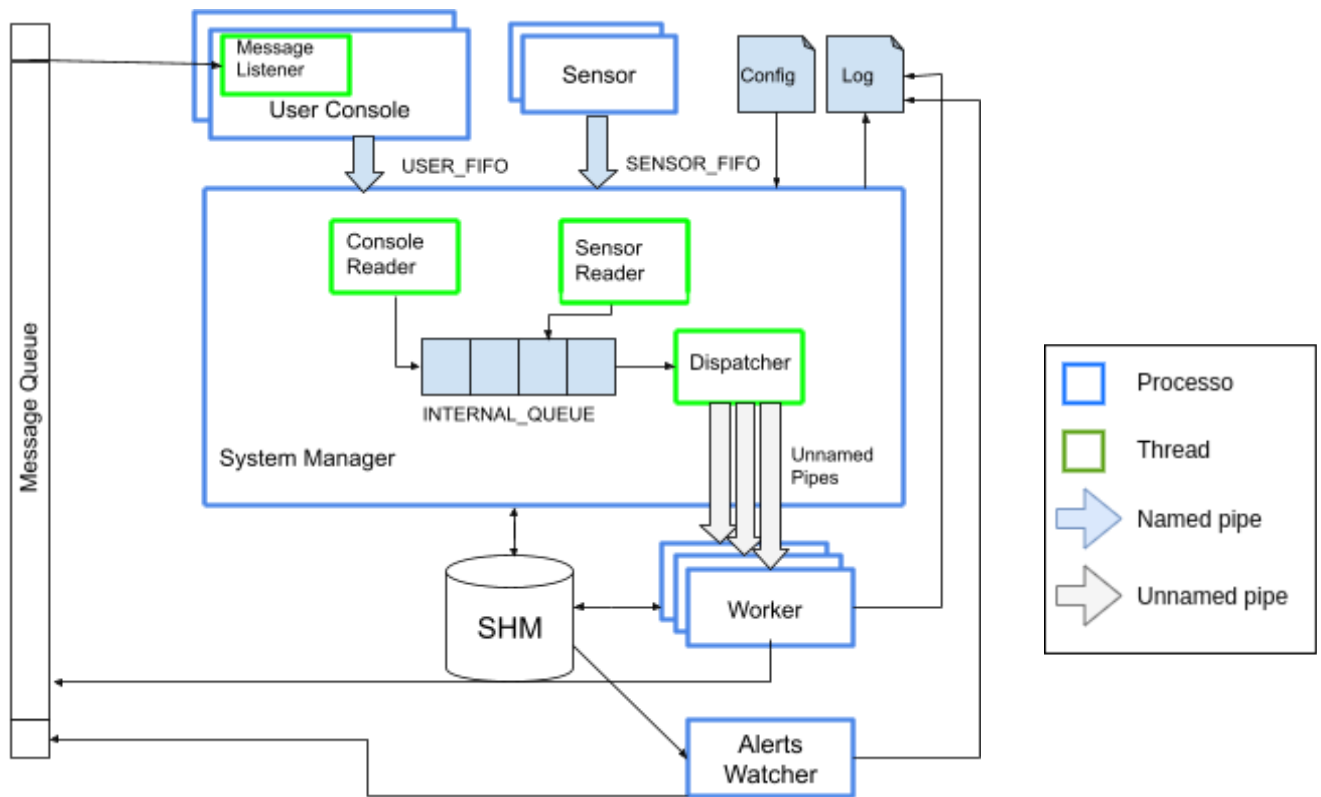 Message
Listener
User Console
Sensor
Config
Log
USER_FIFO
SENSOR_FIFO
Console
Reader
Sensor
Reader
Dispatcher
INTERNAL_QUEUE
System Manager
Unnamed
Pipes
Message Queue
SHM
Worker
Alerts
Watcher
Processo
Thread
Named pipe
Unnamed pipe